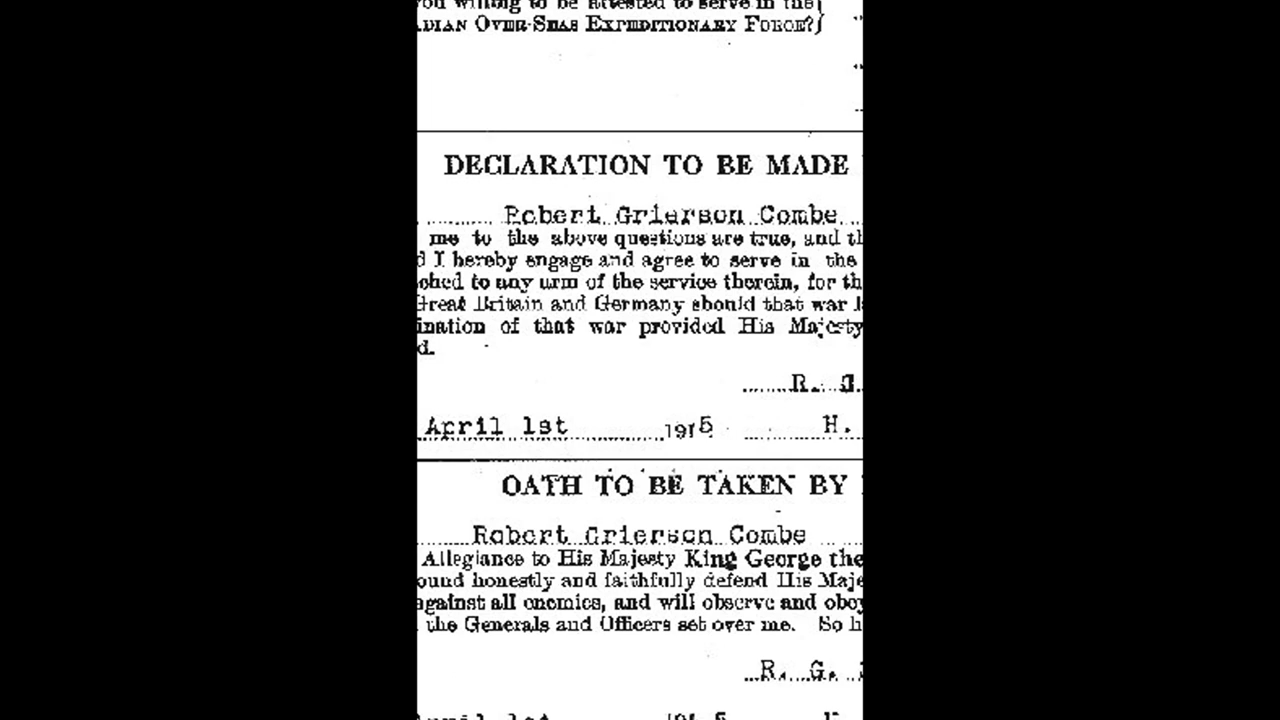 you willing to be attested to serve in the
ADIAN OVER-SEAS EXPEDITIONARY FORCE?
DECLARATION TO BE MADE
Robert Grierson Combe
me to the above questions are true, and th
d I hereby engage and agree to serve in the
ched to any arm of the service therein, for th
Great Britain and Germany should that war l
ination of that war provided His Majesty
d.
R. G.
April 1st 1915 H.
OATH TO BE TAKEN BY
Robert Grierson Combe
Allegiance to His Majesty King George the
ound honestly and faithfully defend His Maje
against all enemies, and will observe and obey
the Generals and Officers set over me. So h
R. G.
April 1st 1915